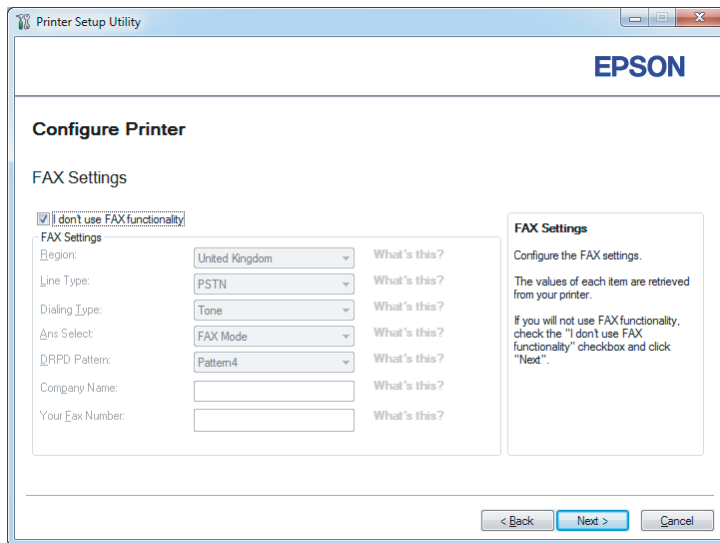 Printer Setup Utility
EPSON
Configure Printer
FAX Settings
I don't use FAX functionality
FAX Settings
Region: United Kingdom What's this?
Line Type: PSTN What's this?
Dialing Type: Tone What's this?
Ans Select: FAX Mode What's this?
DRPD Pattern: Pattern4 What's this?
Company Name: What's this?
Your Fax Number: What's this?
FAX Settings
Configure the FAX settings.
The values of each item are retrieved
from your printer.
If you will not use FAX functionality,
check the "I don't use FAX
functionality" checkbox and click
"Next".
< Back Next > Cancel